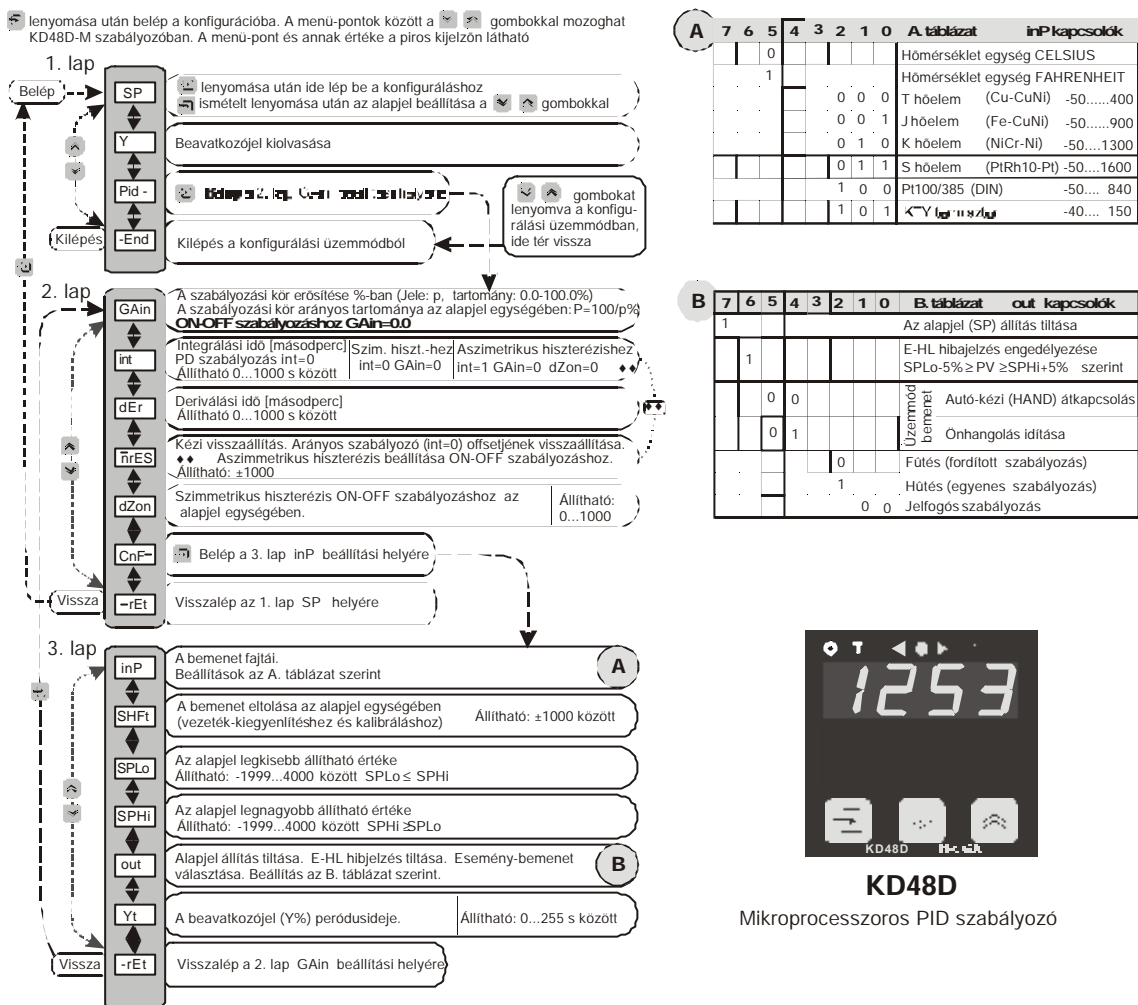 lenyomása után belép a konfigurációba. A menü-pontok között a gombokkal mozoghat
KD48D-M szabályozóban. A menü-pont és annak értéke a piros kijelzőn látható
1. lap
Belép
SP
lenyomása után ide lép be a konfiguráláshoz
ismételt lenyomása után az alapjel beállítása a gombokkal
Y
Beavatkozójel kiolvasása
Pid -
gombokat
lenyomva a konfigu-
rálási üzemmódban,
ide tér vissza
Kilépés
-End
Kilépés a konfigurálási üzemmódból
2. lap
GAin
A szabályozási kör erősítése %-ban (Jele: p, tartomány: 0.0-100.0%)
A szabályozási kör arányos tartománya az alapjel egységében: P=100/p%
ON-OFF szabályozáshoz GAin=0.0
int
Integrálási idő [másodperc]
PD szabályozás int=0
Állítható 0...1000 s között
Szim. hiszt.-hez
int=0 GAin=0
Aszimetrikus hiszterézishez
int=1 GAin=0 dZon=0 ♦♦
dEr
Deriválási idő [másodperc]
Állítható 0...1000 s között
♦♦
n̄rES
Kézi visszaállítás. Arányos szabályozó (int=0) offsetjének visszaállítása.
♦♦ Aszimmetrikus hiszterézis beállítása ON-OFF szabályozáshoz.
Állítható: ±1000
dZon
Szimmetrikus hiszterézis ON-OFF szabályozáshoz az
alapjel egységében.
Állítható:
0...1000
CnF-
Belép a 3. lap inP beállítási helyére
Vissza
-rEt
Visszalép az 1. lap SP helyére
3. lap
inP
A bemenet fajtái.
Beállítások az A. táblázat szerint
A
SHFt
A bemenet eltolása az alapjel egységében
(vezeték-kiegyenlítéshez és kalibráláshoz)
Állítható: ±1000 között
SPLo
Az alapjel legkisebb állítható értéke
Állítható: -1999...4000 között SPLo ≤ SPHi
SPHi
Az alapjel legnagyobb állítható értéke
Állítható: -1999...4000 között SPHi ≥SPLo
out
Alapjel állítás tiltása. E-HL hibjelzés tiltása. Esemény-bemenet
választása. Beállítás az B. táblázat szerint.
B
Yt
A beavatkozójel (Y%) peródusideje.
Állítható: 0...255 s között
Vissza
-rEt
Visszalép a 2. lap GAin beállítási helyére
A
7 6 5 4 3 2 1 0 A. táblázat inP kapcsolók
0 Hõmérséklet egység CELSIUS
1 Hõmérséklet egység FAHRENHEIT
0 0 0 T hõelem (Cu-CuNi) -50......400
0 0 1 J hõelem (Fe-CuNi) -50......900
0 1 0 K hõelem (NiCr-Ni) -50....1300
0 1 1 S hõelem (PtRh10-Pt) -50....1600
1 0 0 Pt100/385 (DIN) -50.... 840
1 0 1 -40.... 150
B
7 6 5 4 3 2 1 0 B. táblázat out kapcsolók
1 Az alapjel (SP) állítás tiltása
1 E-HL hibajelzés engedélyezése
SPLo-5% ≥ PV ≥SPHi+5% szerint
Üzemmód
bemenet
0 0 Autó-kézi (HAND) átkapcsolás
0 1 Önhangolás idítása
0 Fûtés (fordított szabályozás)
1 Hûtés (egyenes szabályozás)
0 0 Jelfogós szabályozás
1253
KD48D
KD48D
Mikroprocesszoros PID szabályozó